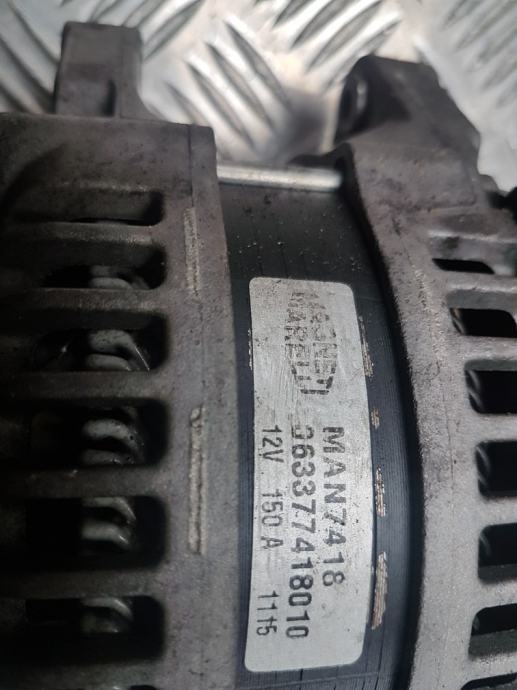 MAGNETI
MARELLI
MAN7418
063377418010
12V 150 A 1115